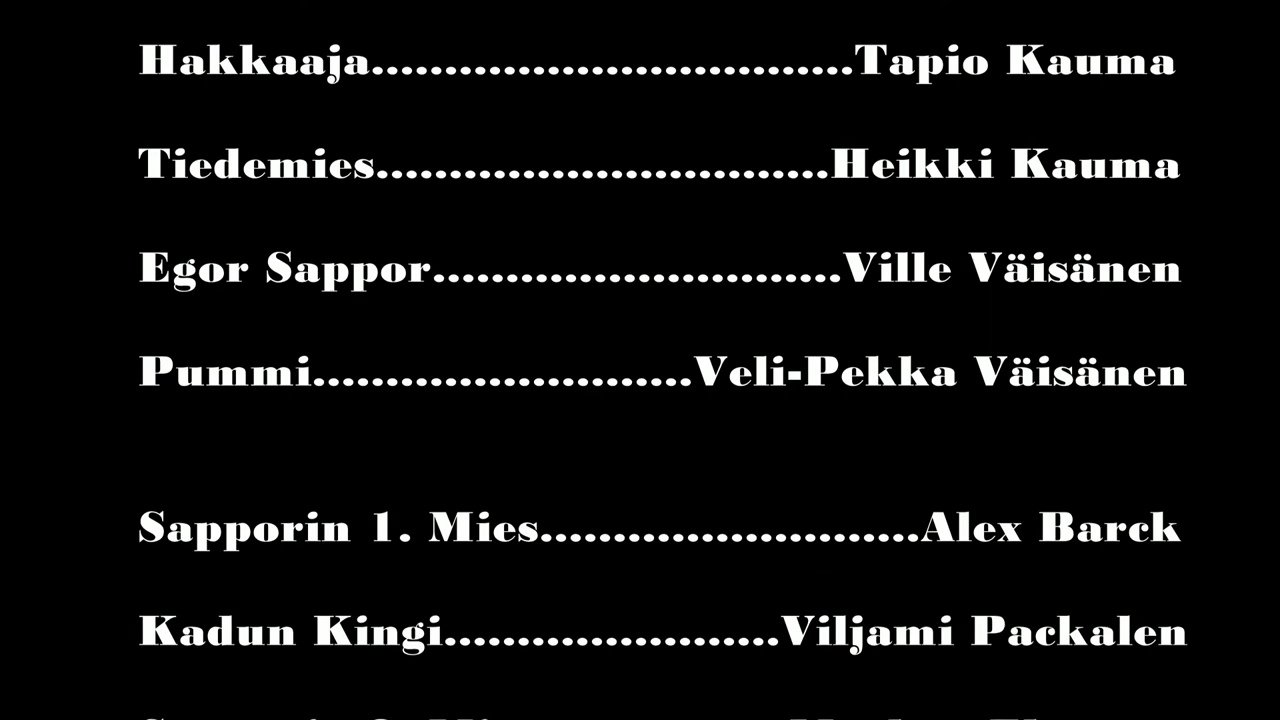 Hakkaaja.................................Tapio Kauma
Tiedemies...............................Heikki Kauma
Egor Sappor............................Ville Väisänen
Pummi..........................Veli-Pekka Väisänen
Sapporin 1. Mies..........................Alex Barck
Kadun Kingi.......................Viljami Packalen